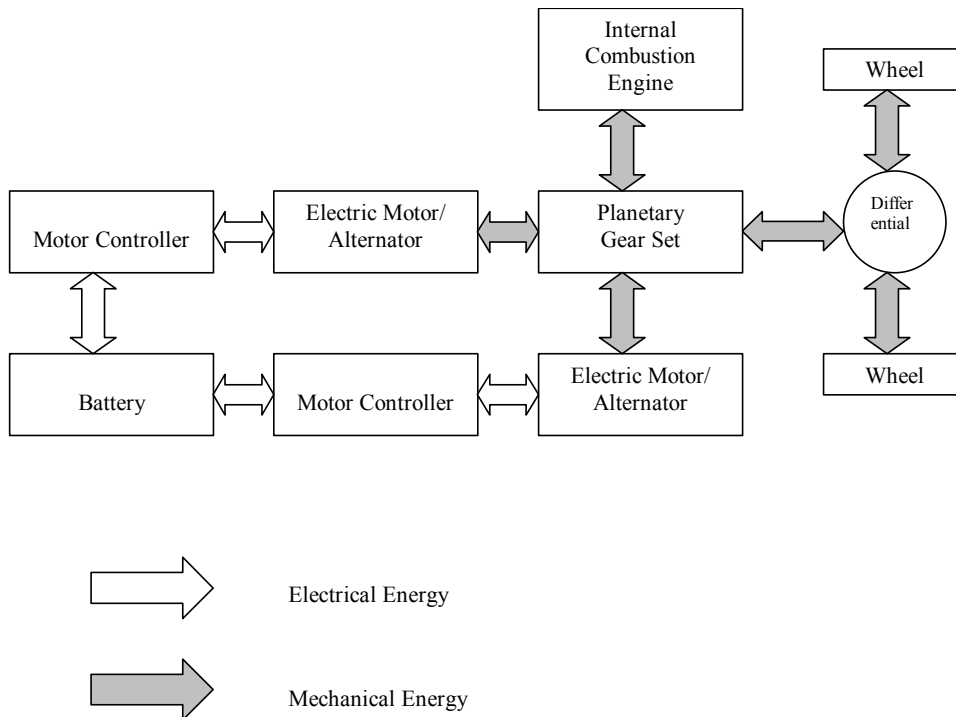 Internal
Combustion
Engine
Wheel
Motor Controller
Electric Motor/
Alternator
Planetary
Gear Set
Differ
ential
Battery
Motor Controller
Electric Motor/
Alternator
Wheel
Electrical Energy
Mechanical Energy